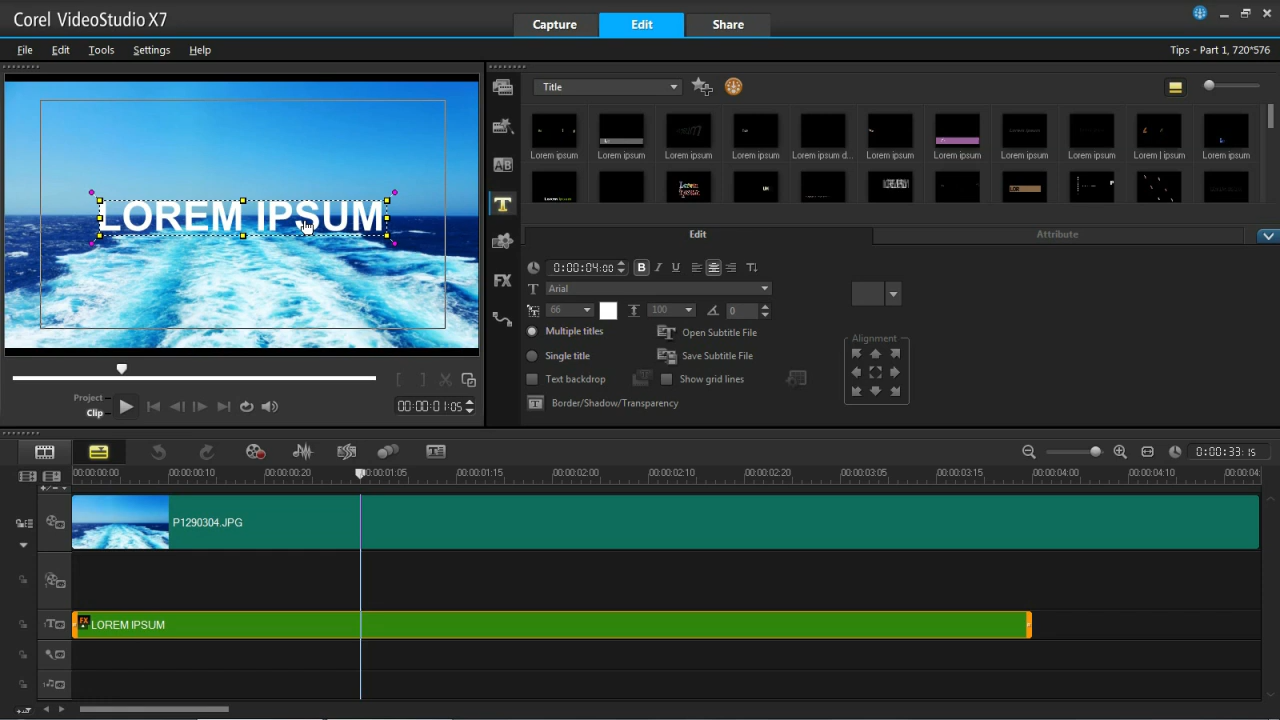 Corel VideoStudio X7
Capture Edit Share
File Edit Tools Settings Help
Tips - Part 1, 720*576
LOREM IPSUM
Project
Clip
00:00:01:05
Title
Lorem ipsum Lorem ipsum Lorem ipsum Lorem ipsum Lorem ipsum d... Lorem ipsum Lorem ipsum Lorem ipsum Lorem ipsum Lorem l ipsum Lorem ipsum
Edit Attribute
0:00:04:00 B I U
Arial
66 100 0
Multiple titles Open Subtitle File
Single title Save Subtitle File
Text backdrop Show grid lines
Border/Shadow/Transparency
Alignment
0:00:33:15
00:00:00:00 00:00:00:10 00:00:00:20 00:00:01:05 00:00:01:15 00:00:02:00 00:00:02:10 00:00:02:20 00:00:03:05 00:00:03:15 00:00:04:00 00:00:04:10 00:00:04:
P1290304.JPG
LOREM IPSUM